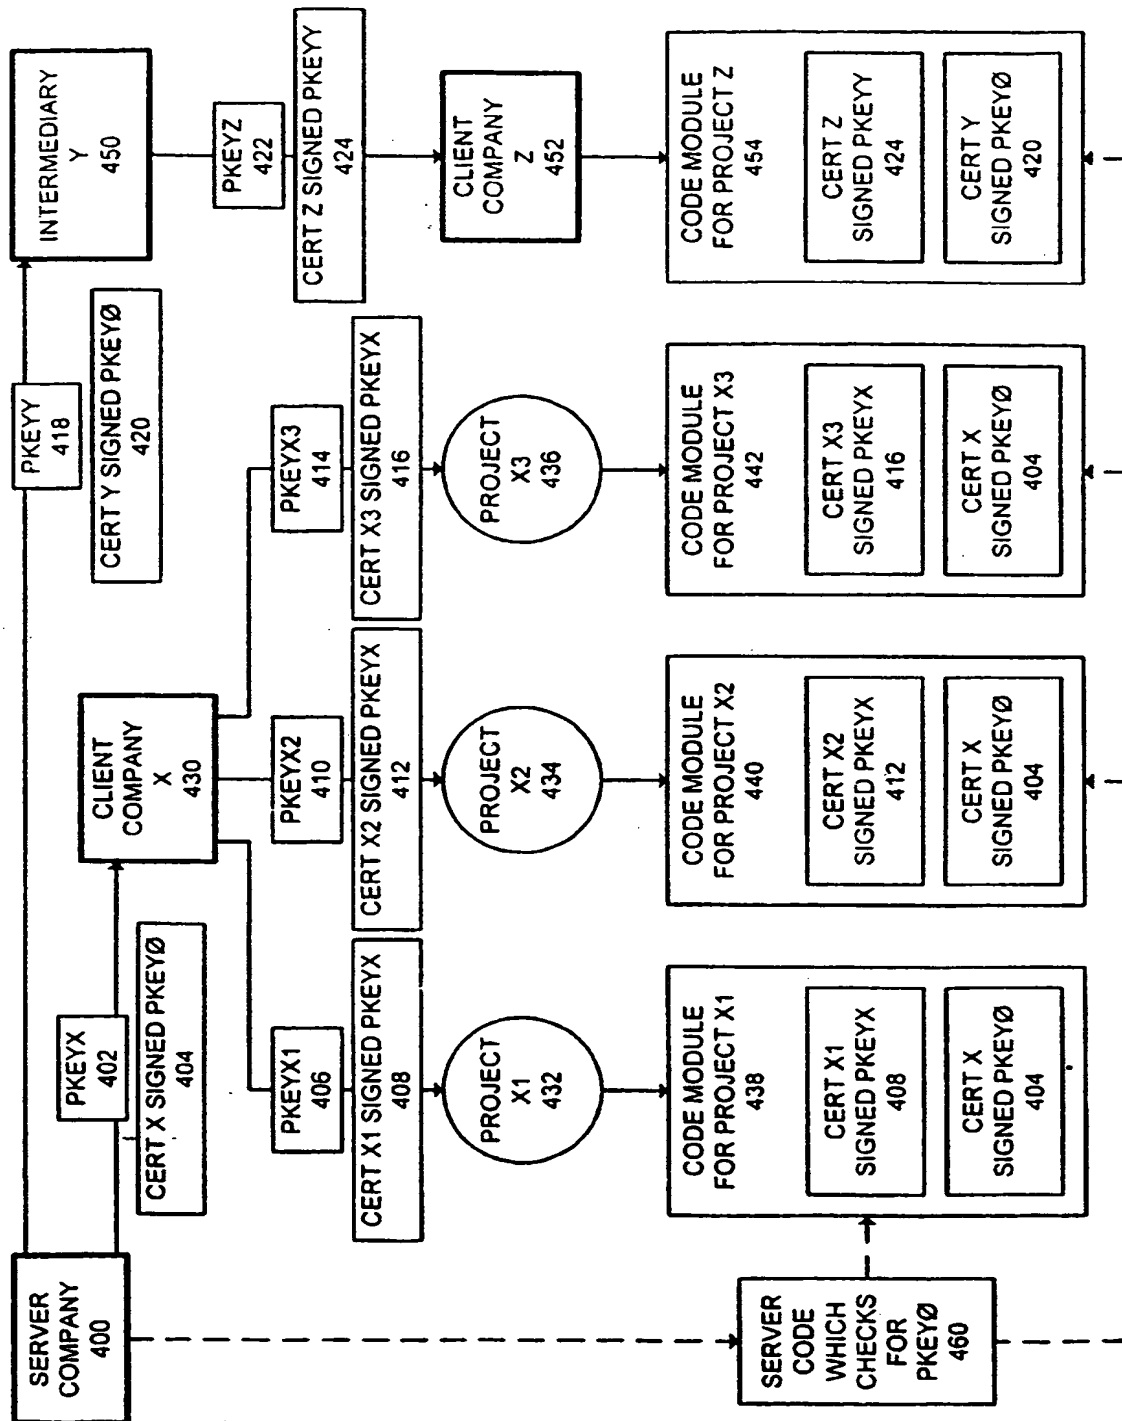 SERVER
COMPANY
400
PKEYX
402
CERT X SIGNED PKEYØ
404
CLIENT
COMPANY
X
430
PKEYY
418
CERT Y SIGNED PKEYØ
420
INTERMEDIARY
Y
450
PKEYX1
406
CERT X1 SIGNED PKEYX
408
PKEYX2
410
CERT X2 SIGNED PKEYX
412
PKEYX3
414
CERT X3 SIGNED PKEYX
416
PKEYZ
422
CERT Z SIGNED PKEYY
424
PROJECT
X1
432
PROJECT
X2
434
PROJECT
X3
436
CLIENT
COMPANY
Z
452
SERVER
CODE
WHICH
CHECKS
FOR
PKEYØ
460
CODE MODULE
FOR PROJECT X1
438
CERT X1
SIGNED PKEYX
408
CERT X
SIGNED PKEYØ
404
CODE MODULE
FOR PROJECT X2
440
CERT X2
SIGNED PKEYX
412
CERT X
SIGNED PKEYØ
404
CODE MODULE
FOR PROJECT X3
442
CERT X3
SIGNED PKEYX
416
CERT X
SIGNED PKEYØ
404
CODE MODULE
FOR PROJECT Z
454
CERT Z
SIGNED PKEYY
424
CERT Y
SIGNED PKEYØ
420